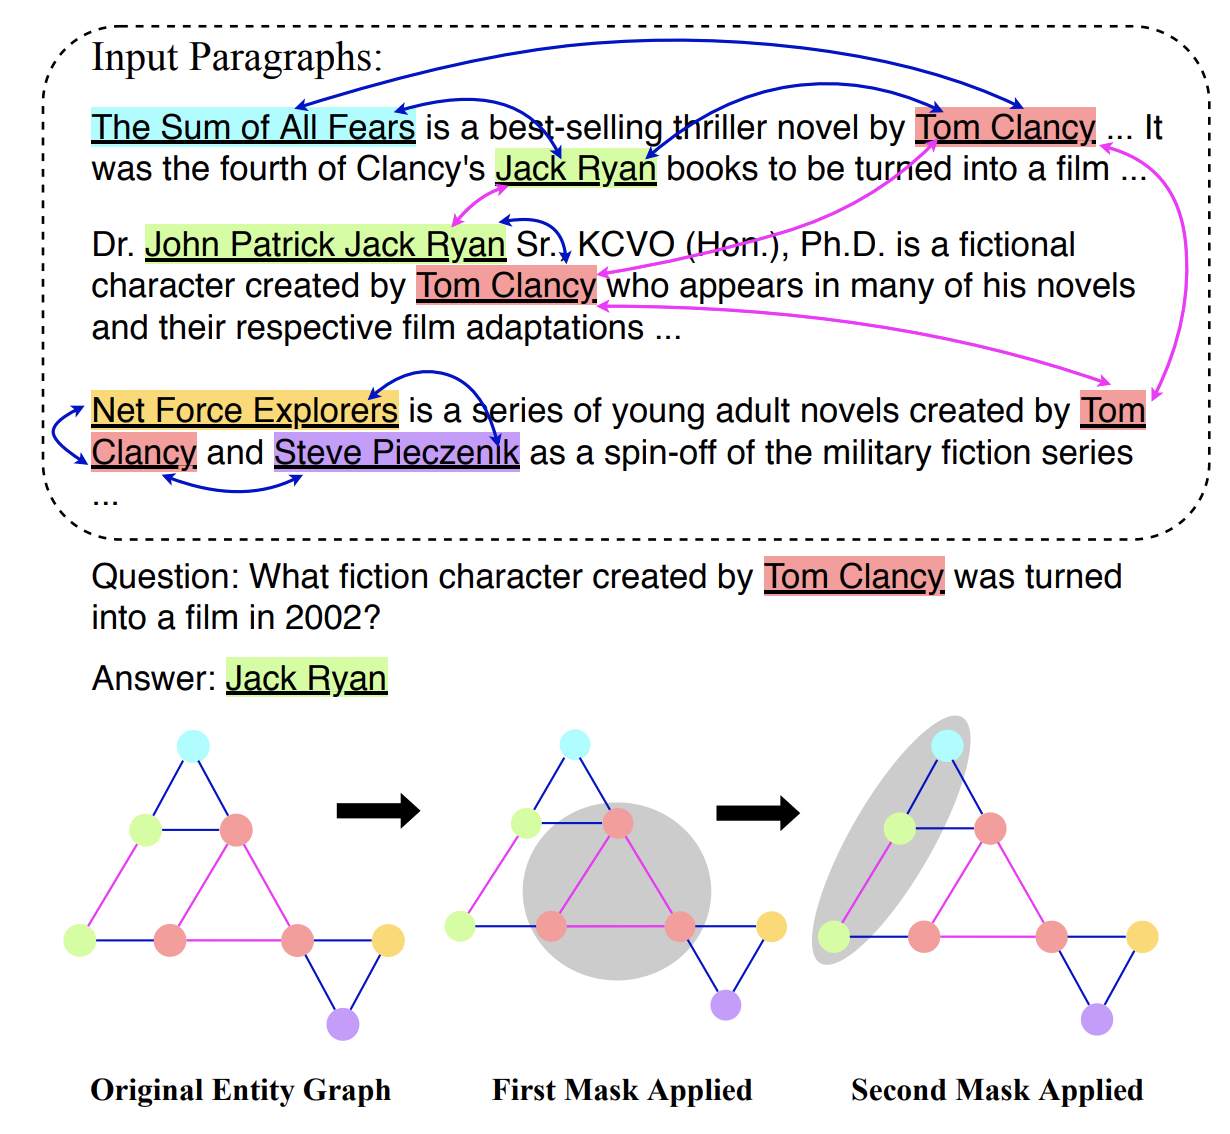 Input Paragraphs:
The Sum of All Fears is a best-selling thriller novel by Tom Clancy ... It
was the fourth of Clancy's Jack Ryan books to be turned into a film ...
Dr. John Patrick Jack Ryan Sr., KCVO (Hon.), Ph.D. is a fictional
character created by Tom Clancy who appears in many of his novels
and their respective film adaptations ...
Net Force Explorers is a series of young adult novels created by Tom
Clancy and Steve Pieczenik as a spin-off of the military fiction series
...
Question: What fiction character created by Tom Clancy was turned
into a film in 2002?
Answer: Jack Ryan
Original Entity Graph
First Mask Applied
Second Mask Applied